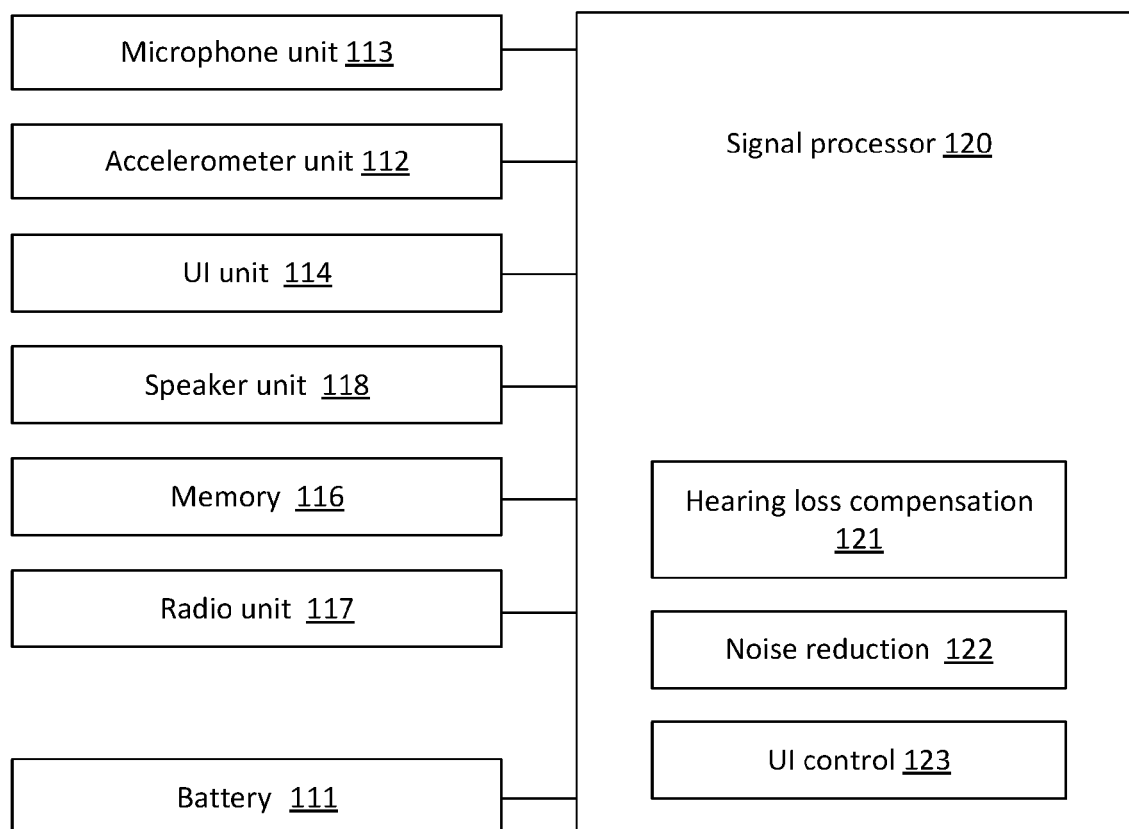 Microphone unit 113
Accelerometer unit 112
UI unit 114
Speaker unit 118
Memory 116
Radio unit 117
Battery 111
Signal processor 120
Hearing loss compensation
121
Noise reduction 122
UI control 123